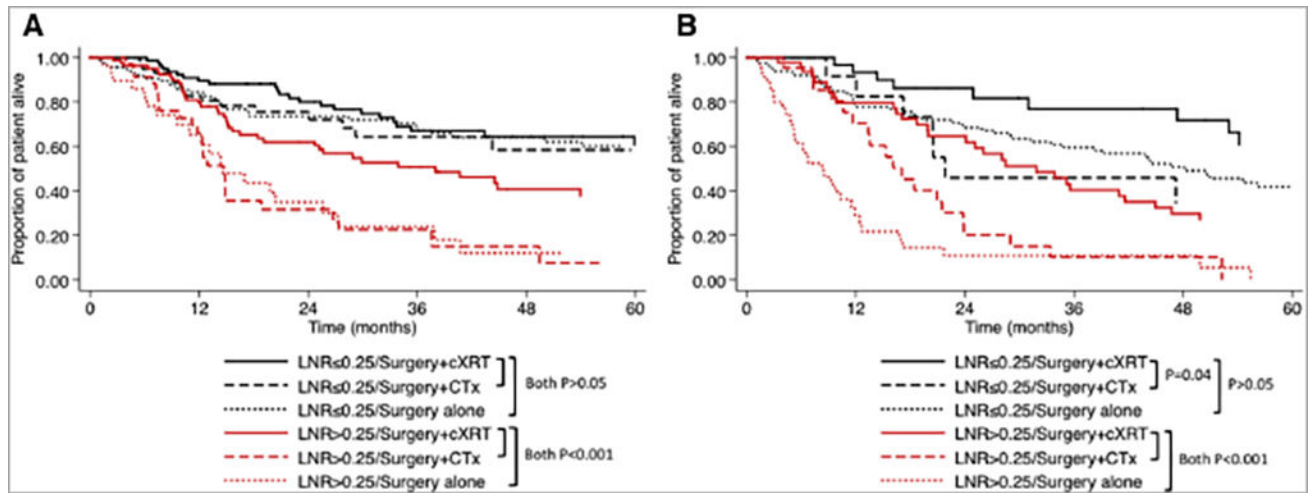 A
Proportion of patient alive
1.00
0.80
0.60
0.40
0.20
0.00
0 12 24 36 48 60
Time (months)
LNR≤0.25/Surgery+cXRT
LNR≤0.25/Surgery+CTx
LNR≤0.25/Surgery alone
Both P>0.05
LNR>0.25/Surgery+cXRT
LNR>0.25/Surgery+CTx
LNR>0.25/Surgery alone
Both P<0.001
B
Proportion of patient alive
1.00
0.80
0.60
0.40
0.20
0.00
0 12 24 36 48 60
Time (months)
LNR≤0.25/Surgery+cXRT
LNR≤0.25/Surgery+CTx
LNR≤0.25/Surgery alone
P=0.04
P>0.05
LNR>0.25/Surgery+cXRT
LNR>0.25/Surgery+CTx
LNR>0.25/Surgery alone
Both P<0.001